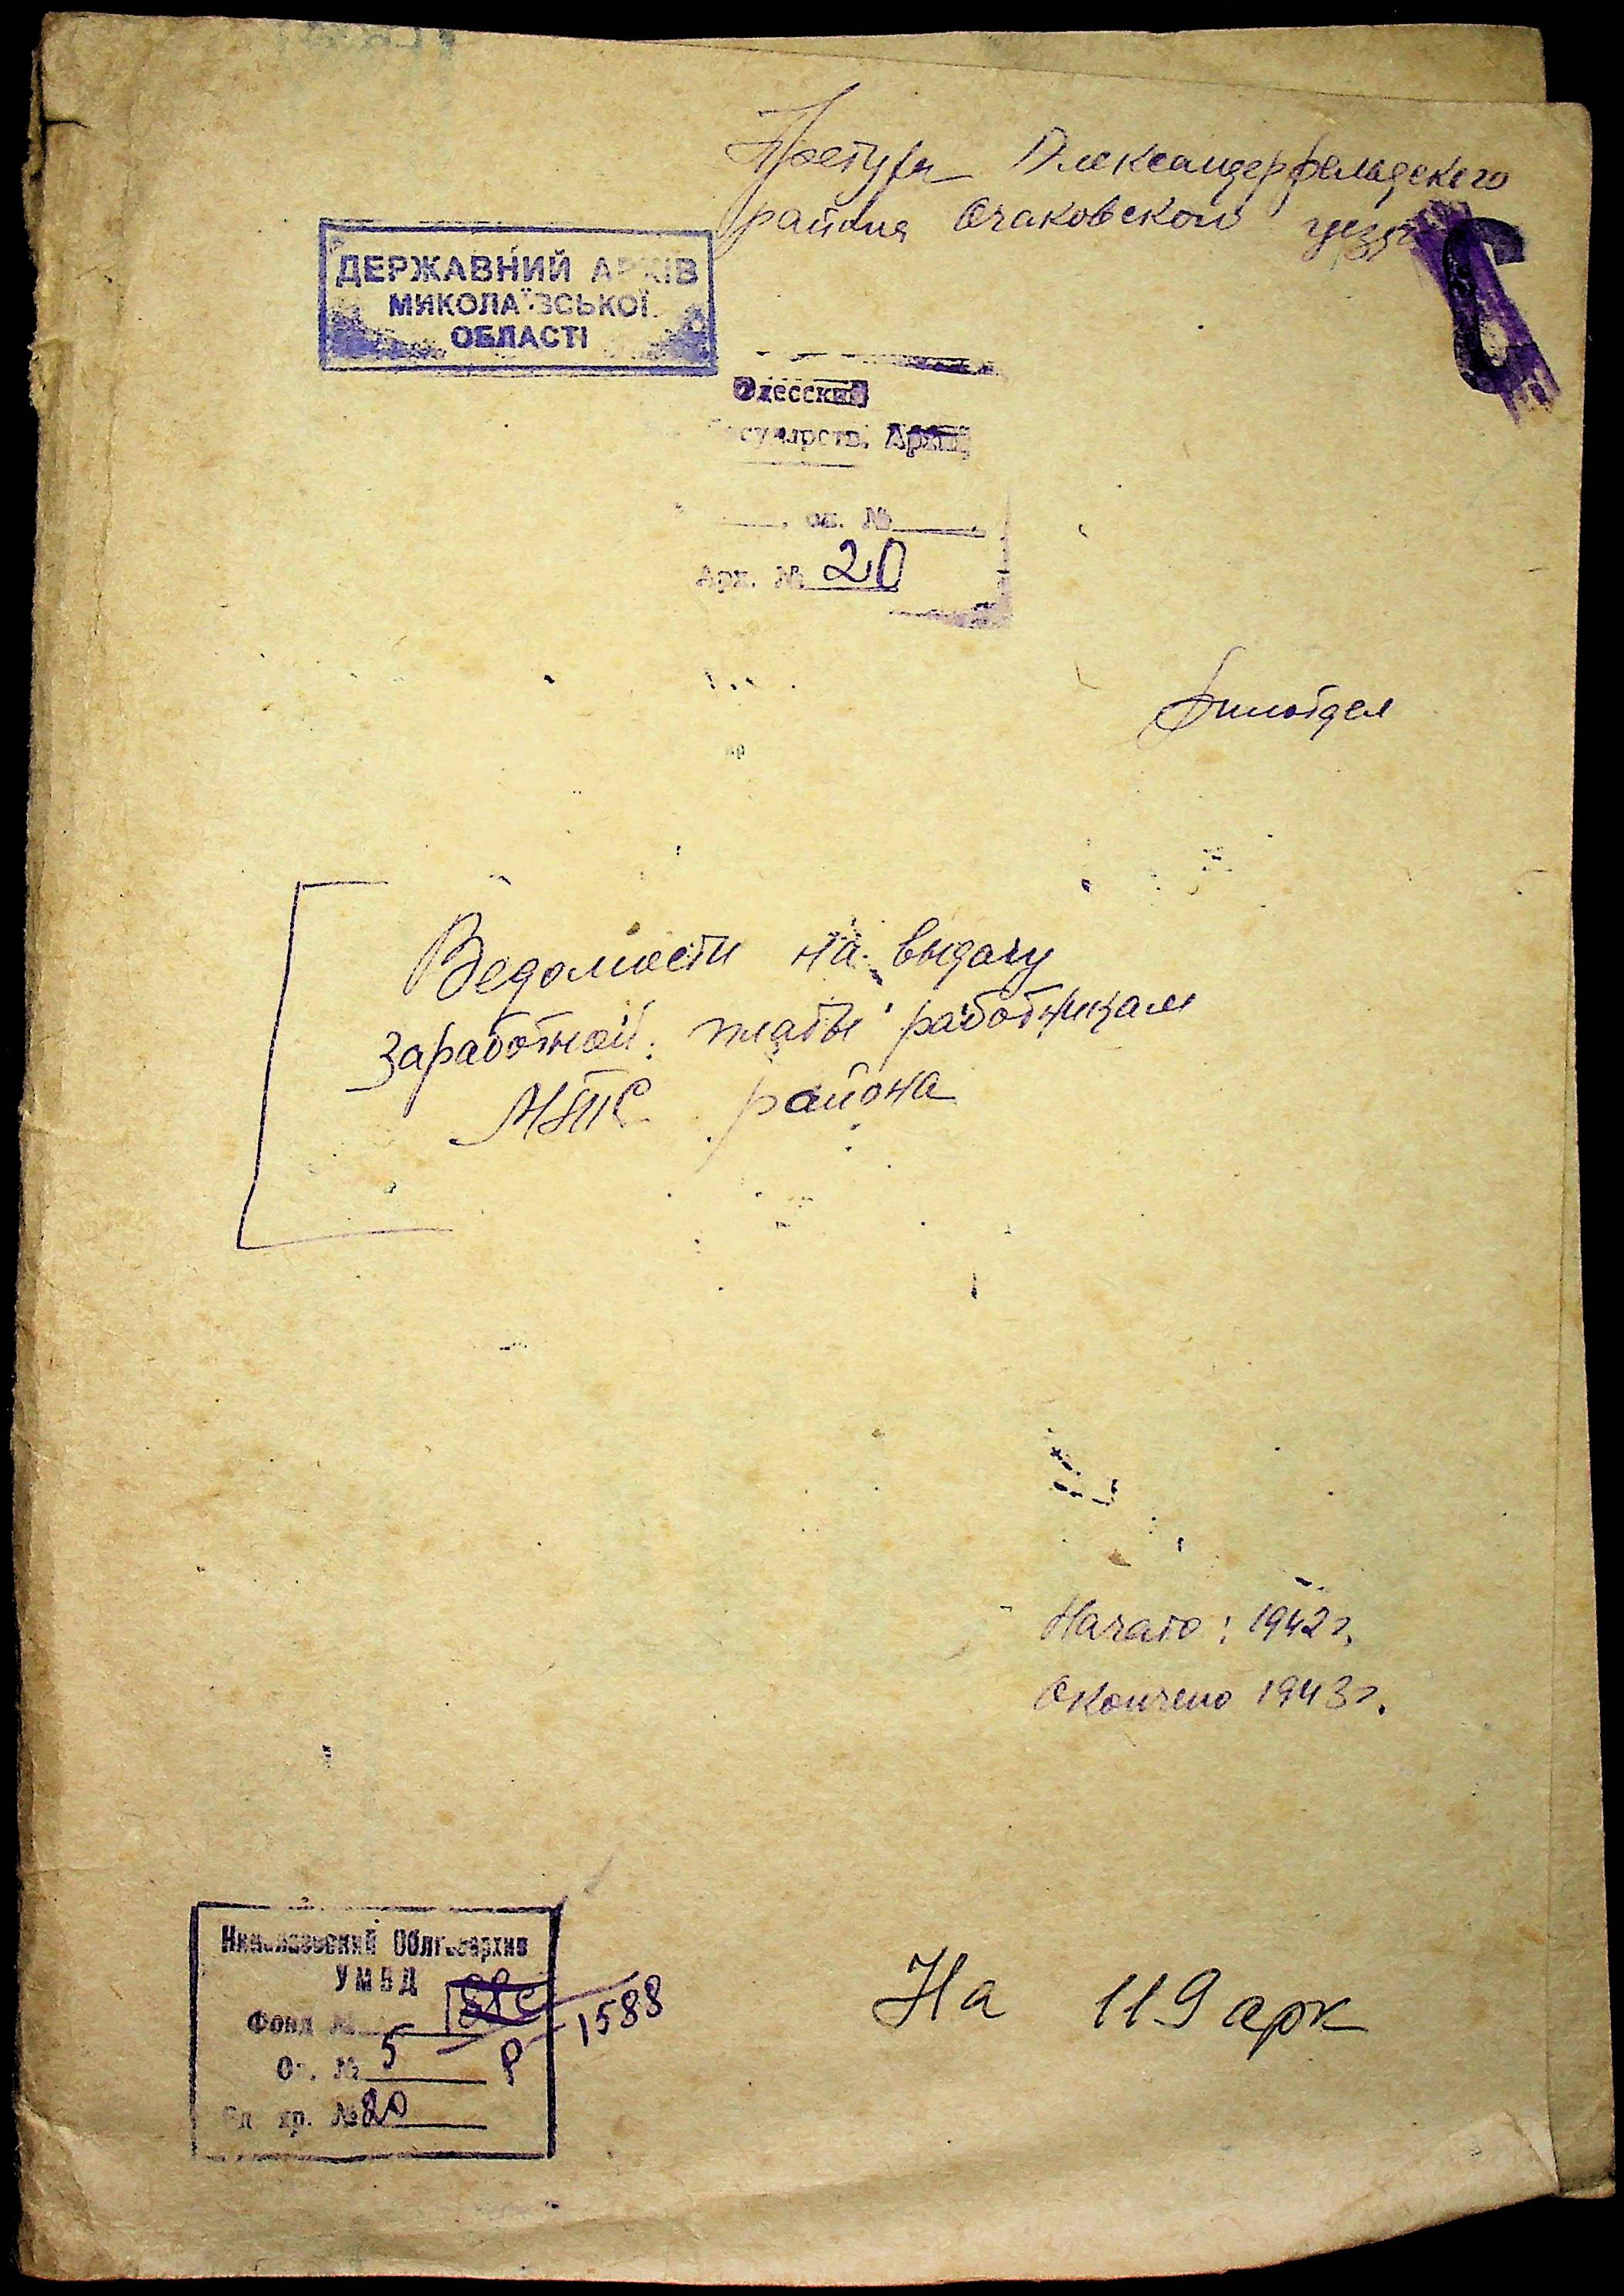 Претура Александерфельдского
района Очаковской уезда
ДЕРЖАВНИЙ АРХІВ
МИКОЛАЇВСЬКОЇ
ОБЛАСТІ
Одесский
Государств. Архив
оп. №
Арх. № 20
Финотдел
Ведомости на выдачу
заработной платы работникам
МТС района
Начато: 1942 г.
Окончено 1943 г.
Николаевский Облгосархив
УМВД
Фонд № Р-1588
Оп. № 5
Ед. хр. № 20
На 119 арк